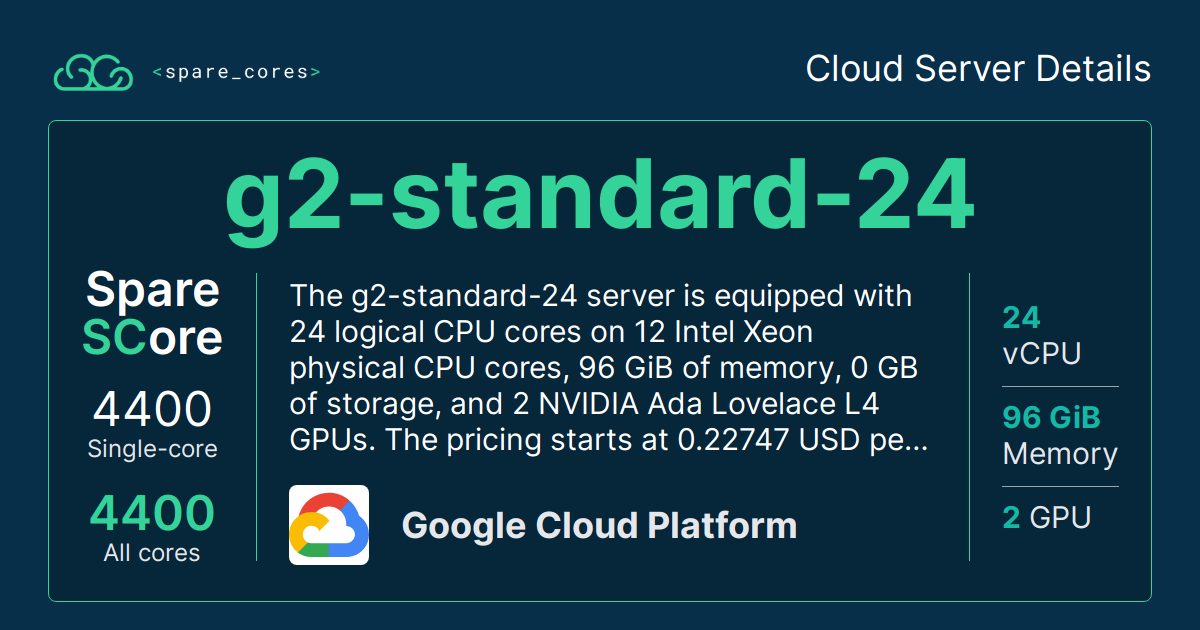 <spare_cores>
Cloud Server Details
g2-standard-24
Spare
SCore
4400
Single-core
4400
All cores
The g2-standard-24 server is equipped with
24 logical CPU cores on 12 Intel Xeon
physical CPU cores, 96 GiB of memory, 0 GB
of storage, and 2 NVIDIA Ada Lovelace L4
GPUs. The pricing starts at 0.22747 USD pe...
Google Cloud Platform
24
vCPU
96 GiB
Memory
2 GPU